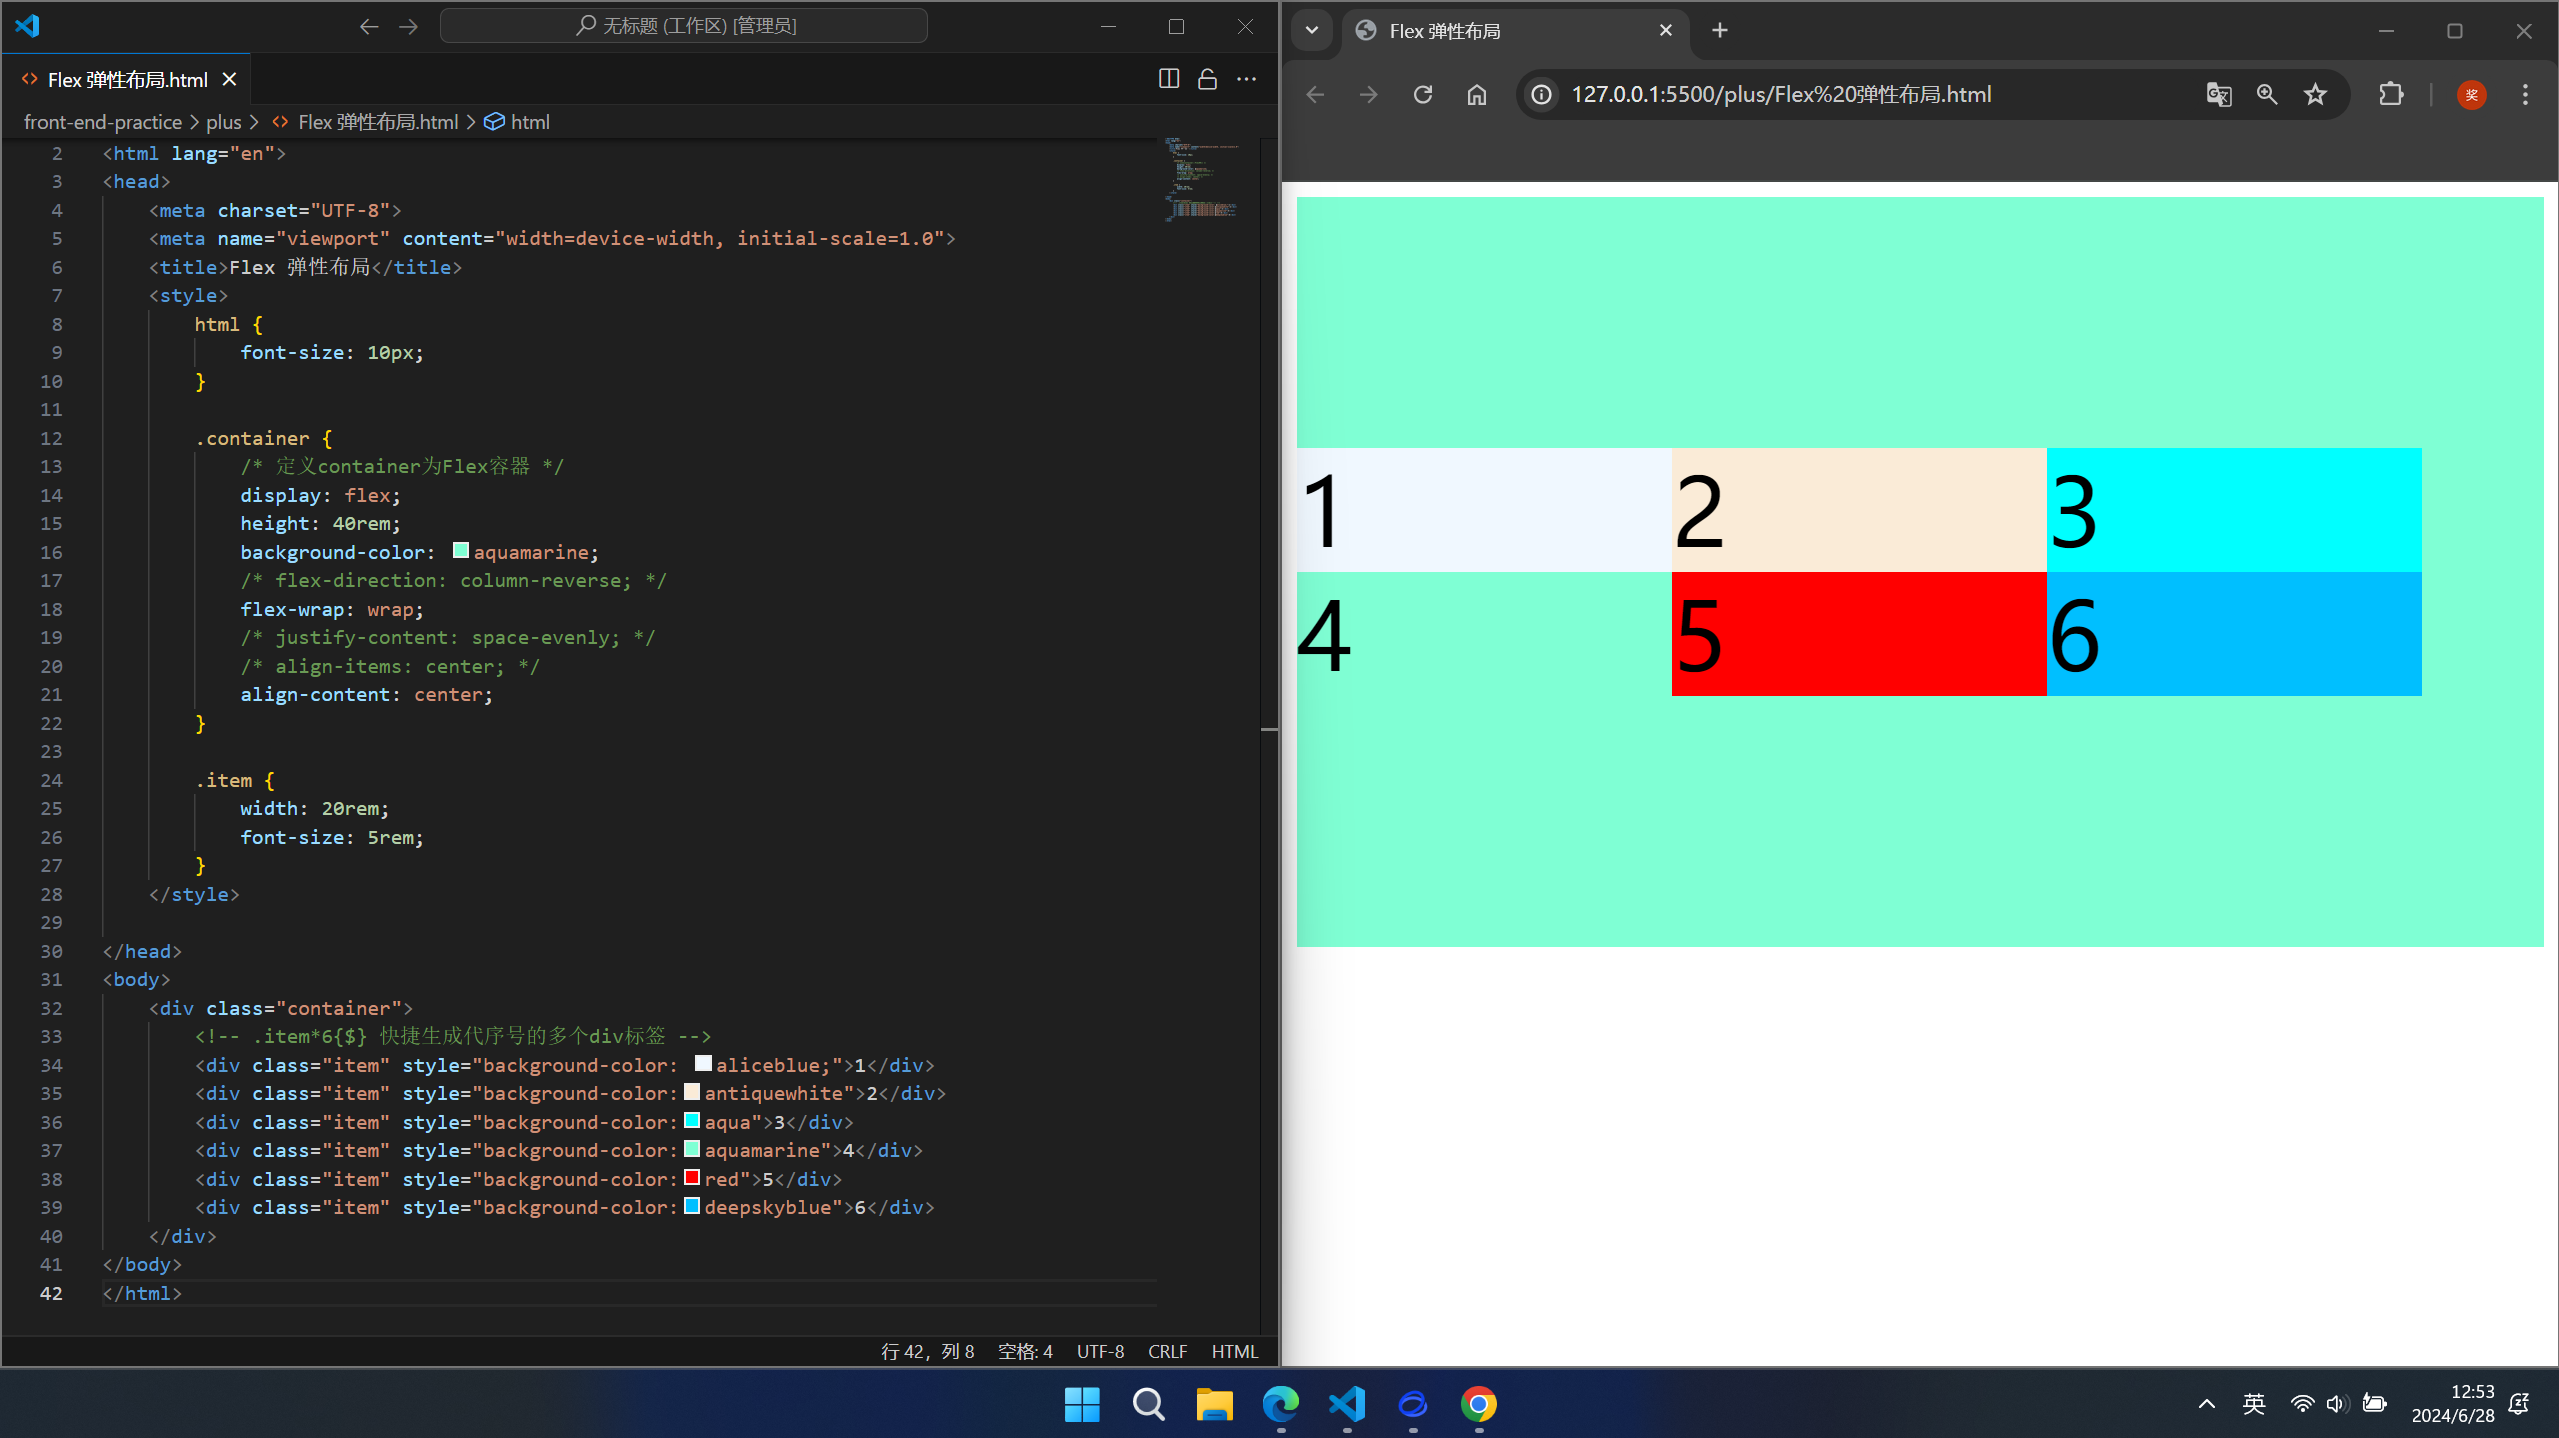 无标题 (工作区) [管理员]
Flex 弹性布局.html
front-end-practice > plus > Flex 弹性布局.html > html
2 <html lang="en">
3 <head>
4 <meta charset="UTF-8">
5 <meta name="viewport" content="width=device-width, initial-scale=1.0">
6 <title>Flex 弹性布局</title>
7 <style>
8 html {
9 font-size: 10px;
10 }
11
12 .container {
13 /* 定义container为Flex容器 */
14 display: flex;
15 height: 40rem;
16 background-color: aquamarine;
17 /* flex-direction: column-reverse; */
18 flex-wrap: wrap;
19 /* justify-content: space-evenly; */
20 /* align-items: center; */
21 align-content: center;
22 }
23
24 .item {
25 width: 20rem;
26 font-size: 5rem;
27 }
28 </style>
29
30 </head>
31 <body>
32 <div class="container">
33 <!-- .item*6{$} 快捷生成代序号的多个div标签 -->
34 <div class="item" style="background-color: aliceblue;">1</div>
35 <div class="item" style="background-color:antiquewhite">2</div>
36 <div class="item" style="background-color:aqua">3</div>
37 <div class="item" style="background-color:aquamarine">4</div>
38 <div class="item" style="background-color:red">5</div>
39 <div class="item" style="background-color:deepskyblue">6</div>
40 </div>
41 </body>
42 </html>
行 42，列 8 空格: 4 UTF-8 CRLF HTML
Flex 弹性布局
127.0.0.1:5500/plus/Flex%20弹性布局.html
奖
1 2 3
4 5 6
英
12:53
2024/6/28